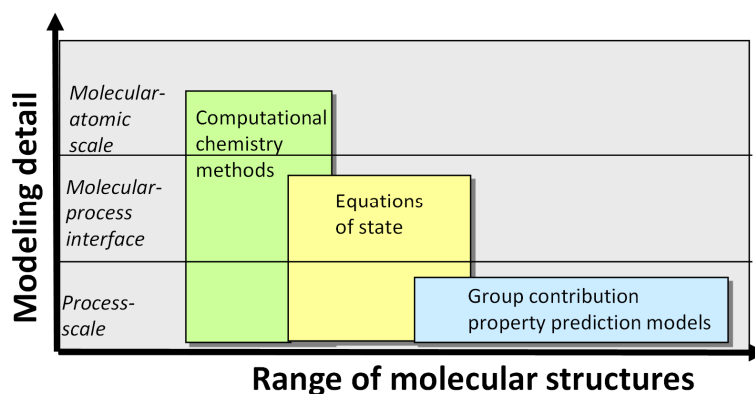 Modeling detail
Molecular-
atomic
scale
Molecular-
process
interface
Process-
scale
Computational
chemistry
methods
Equations
of state
Group contribution
property prediction models
Range of molecular structures